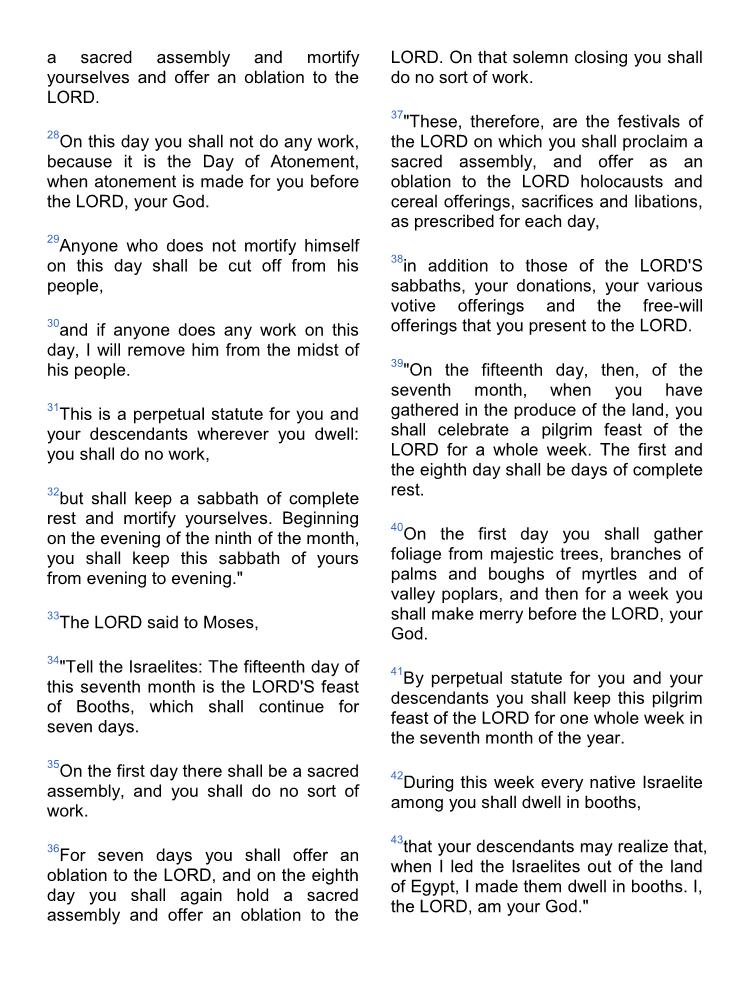 a sacred assembly and mortify
yourselves and offer an oblation to the
LORD.
28On this day you shall not do any work,
because it is the Day of Atonement,
when atonement is made for you before
the LORD, your God.
29Anyone who does not mortify himself
on this day shall be cut off from his
people,
30and if anyone does any work on this
day, I will remove him from the midst of
his people.
31This is a perpetual statute for you and
your descendants wherever you dwell:
you shall do no work,
32but shall keep a sabbath of complete
rest and mortify yourselves. Beginning
on the evening of the ninth of the month,
you shall keep this sabbath of yours
from evening to evening."
33The LORD said to Moses,
34"Tell the Israelites: The fifteenth day of
this seventh month is the LORD'S feast
of Booths, which shall continue for
seven days.
35On the first day there shall be a sacred
assembly, and you shall do no sort of
work.
36For seven days you shall offer an
oblation to the LORD, and on the eighth
day you shall again hold a sacred
assembly and offer an oblation to the
LORD. On that solemn closing you shall
do no sort of work.
37"These, therefore, are the festivals of
the LORD on which you shall proclaim a
sacred assembly, and offer as an
oblation to the LORD holocausts and
cereal offerings, sacrifices and libations,
as prescribed for each day,
38in addition to those of the LORD'S
sabbaths, your donations, your various
votive offerings and the free-will
offerings that you present to the LORD.
39"On the fifteenth day, then, of the
seventh month, when you have
gathered in the produce of the land, you
shall celebrate a pilgrim feast of the
LORD for a whole week. The first and
the eighth day shall be days of complete
rest.
40On the first day you shall gather
foliage from majestic trees, branches of
palms and boughs of myrtles and of
valley poplars, and then for a week you
shall make merry before the LORD, your
God.
41By perpetual statute for you and your
descendants you shall keep this pilgrim
feast of the LORD for one whole week in
the seventh month of the year.
42During this week every native Israelite
among you shall dwell in booths,
43that your descendants may realize that,
when I led the Israelites out of the land
of Egypt, I made them dwell in booths. I,
the LORD, am your God."